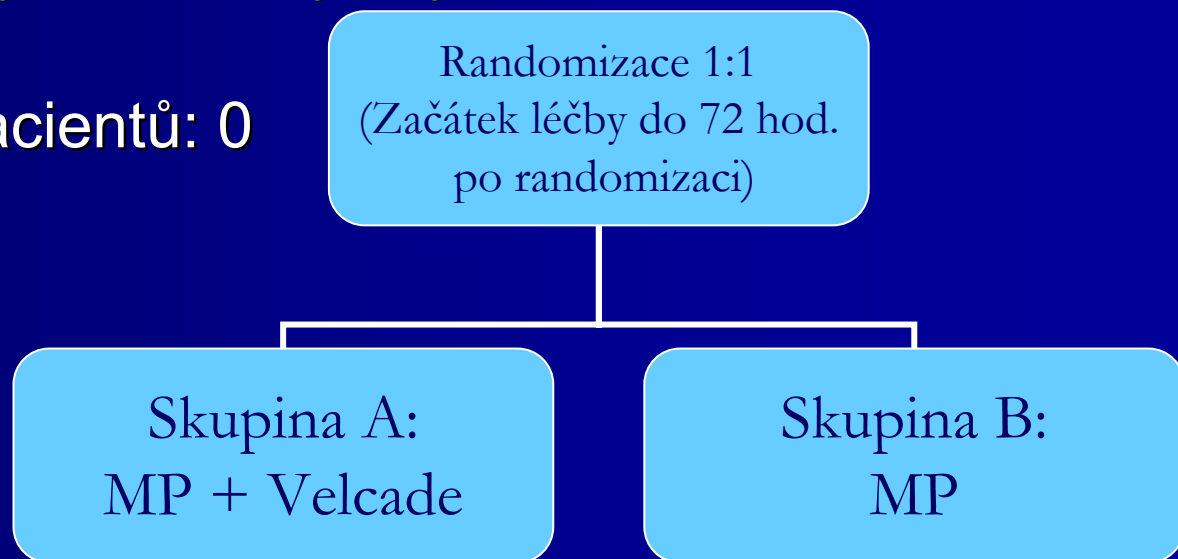 Randomizace 1:1
(Začátek léčby do 72 hod.
po randomizaci)
acientů: 0
Skupina A:
MP + Velcade
Skupina B:
MP